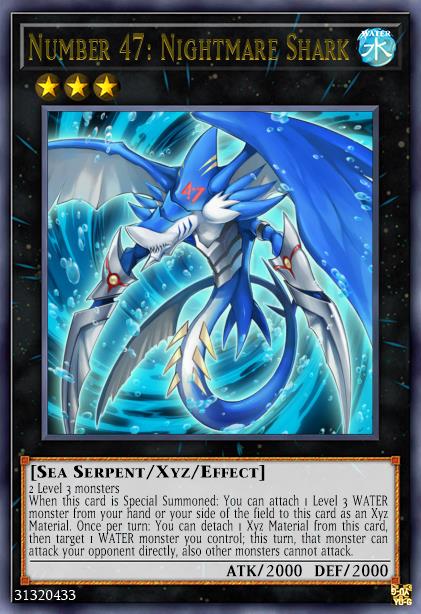 Number 47: Nightmare Shark
WATER
水
47
[Sea Serpent/Xyz/Effect]
2 Level 3 monsters
When this card is Special Summoned: You can attach 1 Level 3 WATER
monster from your hand or your side of the field to this card as an Xyz
Material. Once per turn: You can detach 1 Xyz Material from this card,
then target 1 WATER monster you control; this turn, that monster can
attack your opponent directly, also other monsters cannot attack.
ATK/2000 DEF/2000
31320433